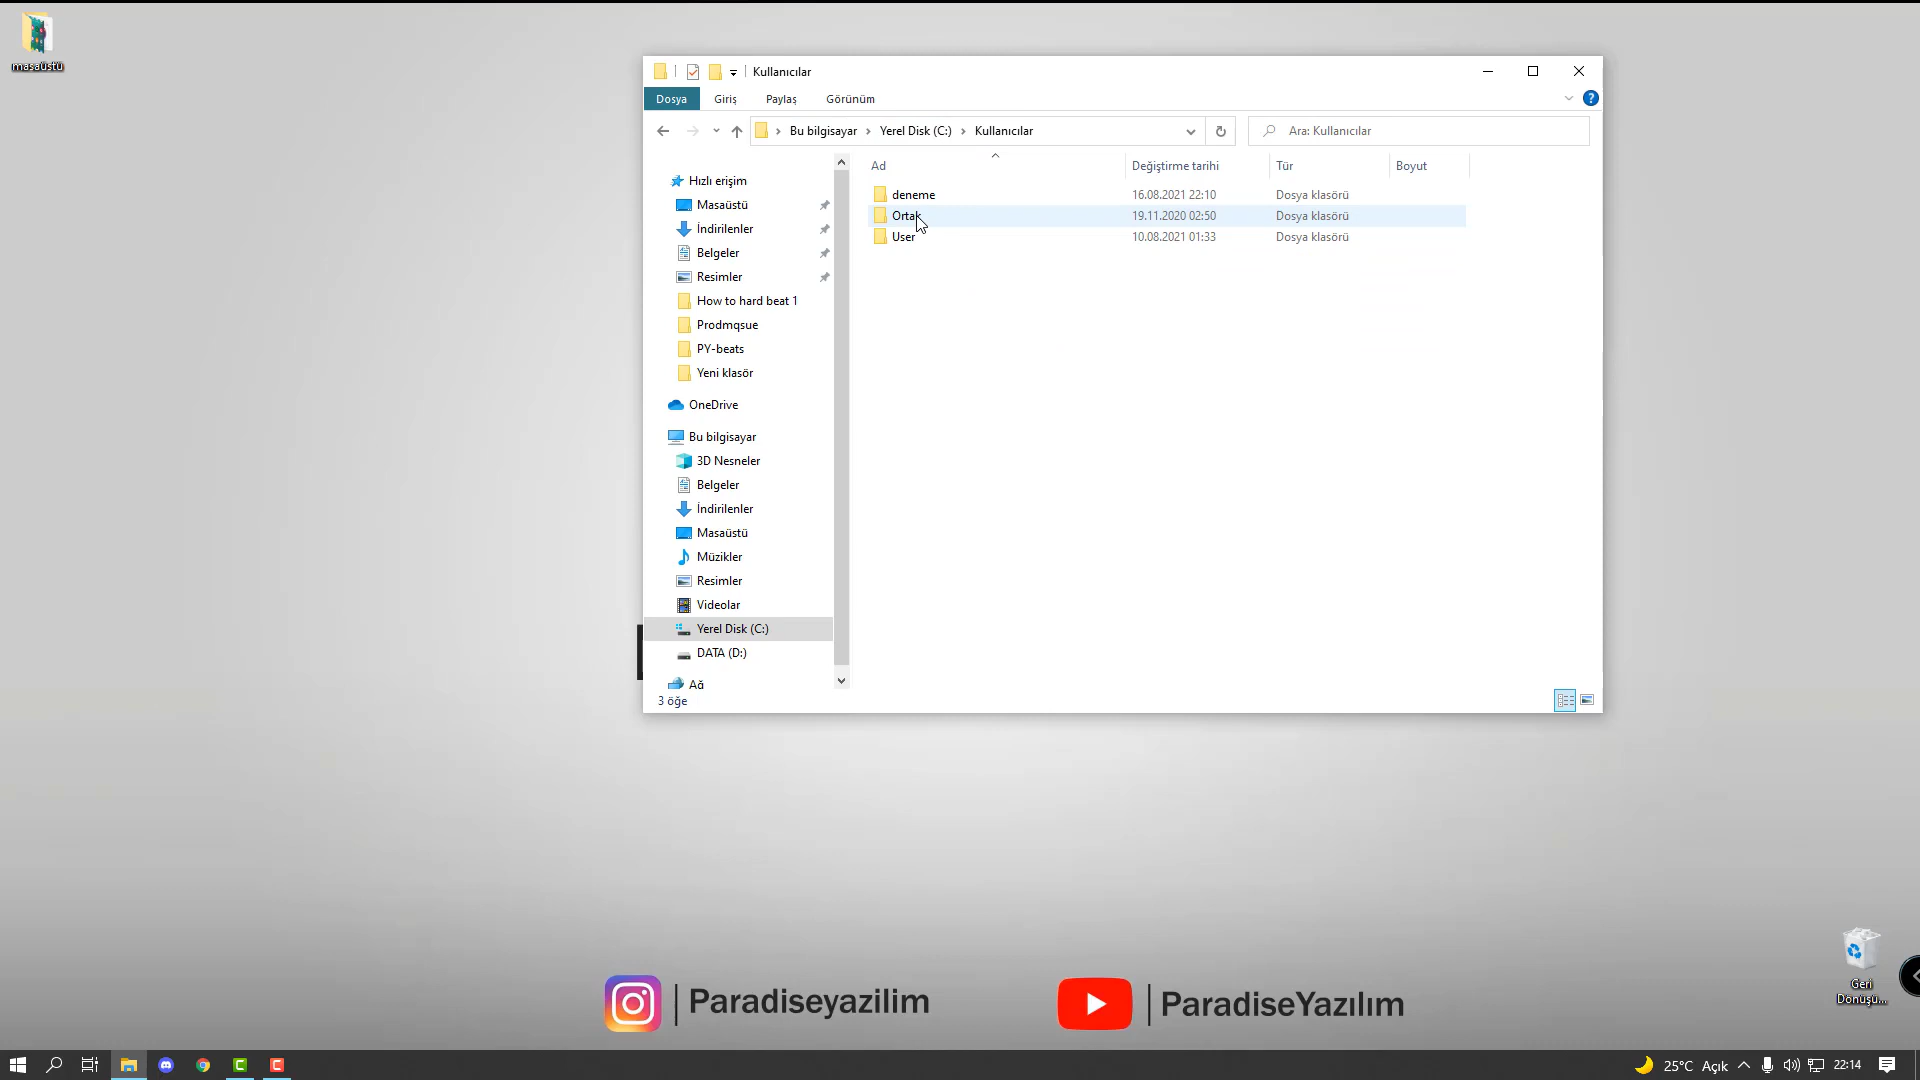 masaüstü
Kullanıcılar
Dosya Giriş Paylaş Görünüm
Bu bilgisayar Yerel Disk (C:) Kullanıcılar
Ara: Kullanıcılar
Ad Değiştirme tarihi Tür Boyut
deneme 16.08.2021 22:10 Dosya klasörü
Ortak 19.11.2020 02:50 Dosya klasörü
User 10.08.2021 01:33 Dosya klasörü
Hızlı erişim
Masaüstü
İndirilenler
Belgeler
Resimler
How to hard beat 1
Prodmqsue
PY-beats
Yeni klasör
OneDrive
Bu bilgisayar
3D Nesneler
Belgeler
İndirilenler
Masaüstü
Müzikler
Resimler
Videolar
Yerel Disk (C:)
DATA (D:)
Ağ
3 öğe
Geri
Dönüşü...
| Paradiseyazilim
| ParadiseYazılım
25°C Açık 22:14